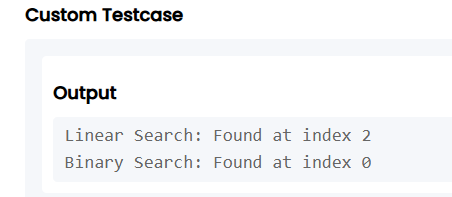 Custom Testcase
Output
Linear Search: Found at index 2
Binary Search: Found at index 0